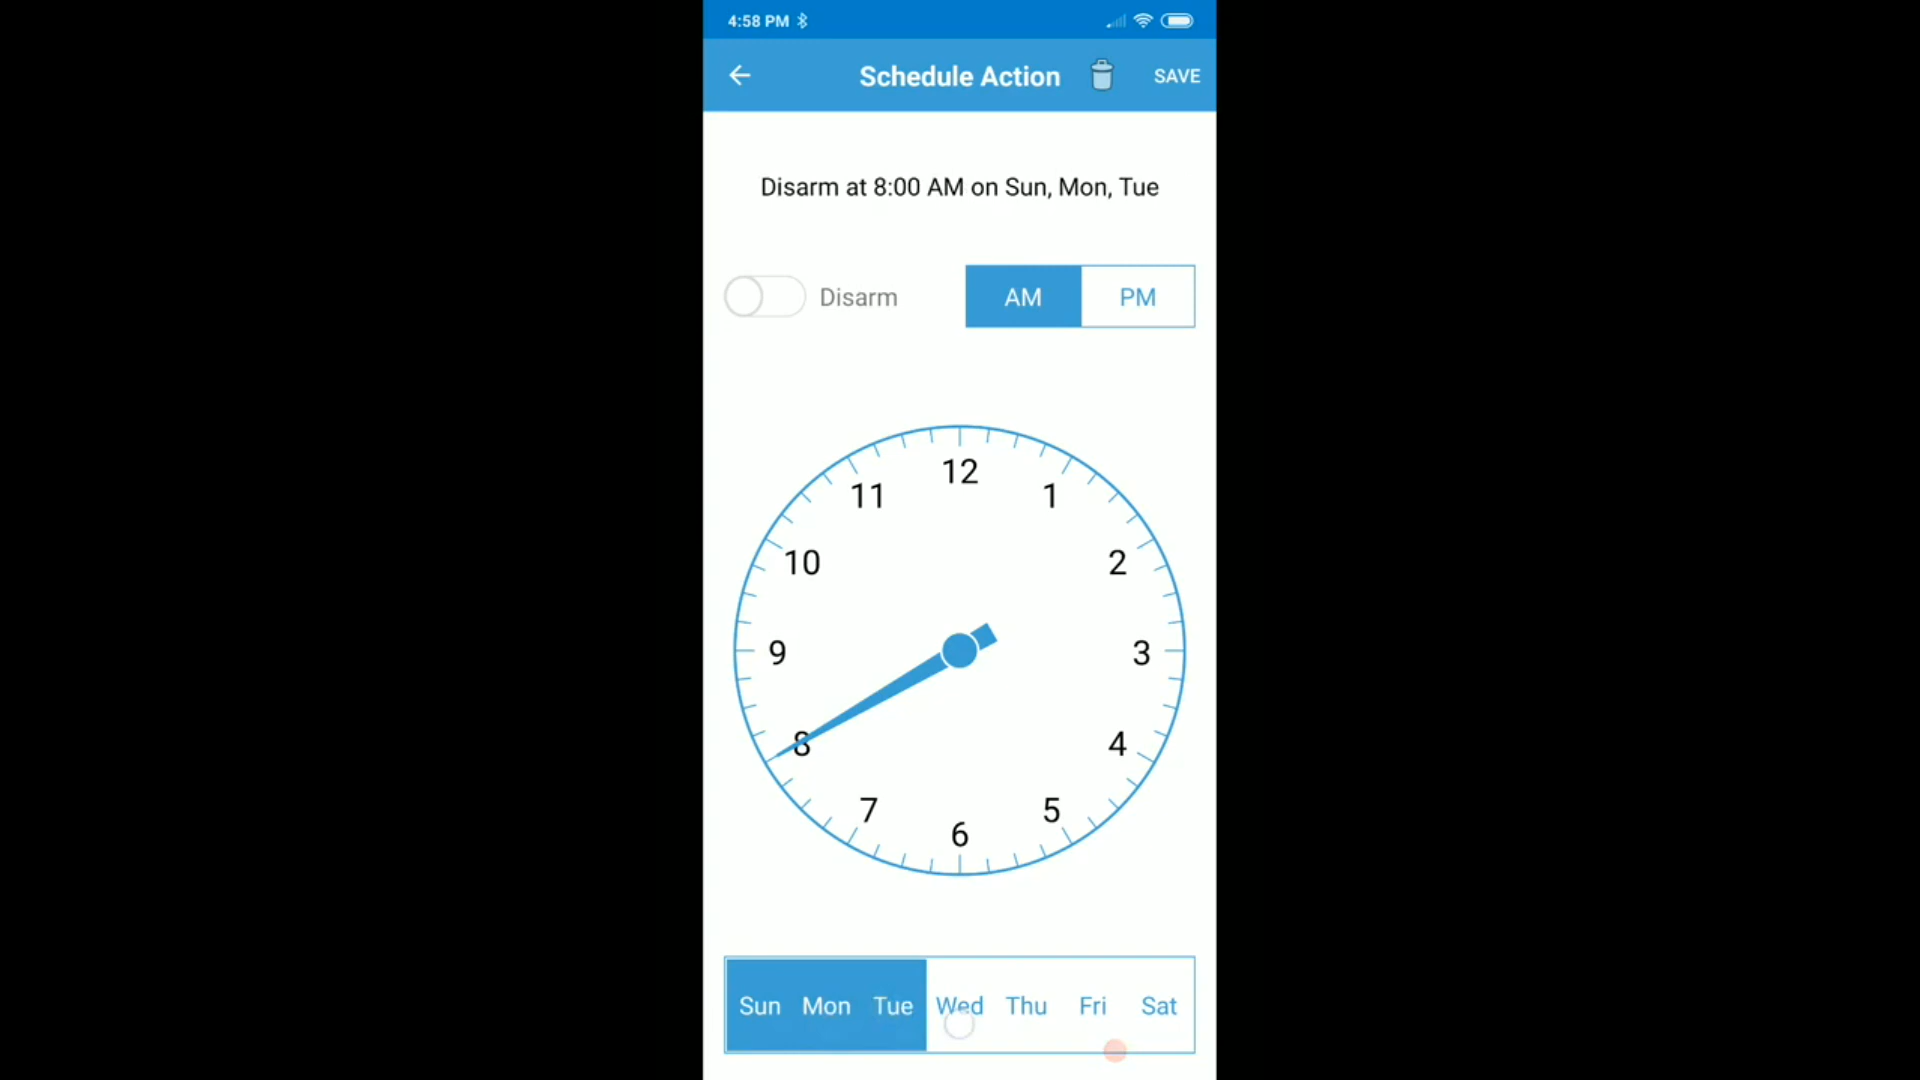 4:58 PM
Schedule Action
SAVE
Disarm at 8:00 AM on Sun, Mon, Tue
Disarm
AM
PM
12
11
1
10
2
9
3
8
4
7
5
6
Sun Mon Tue Wed Thu Fri Sat